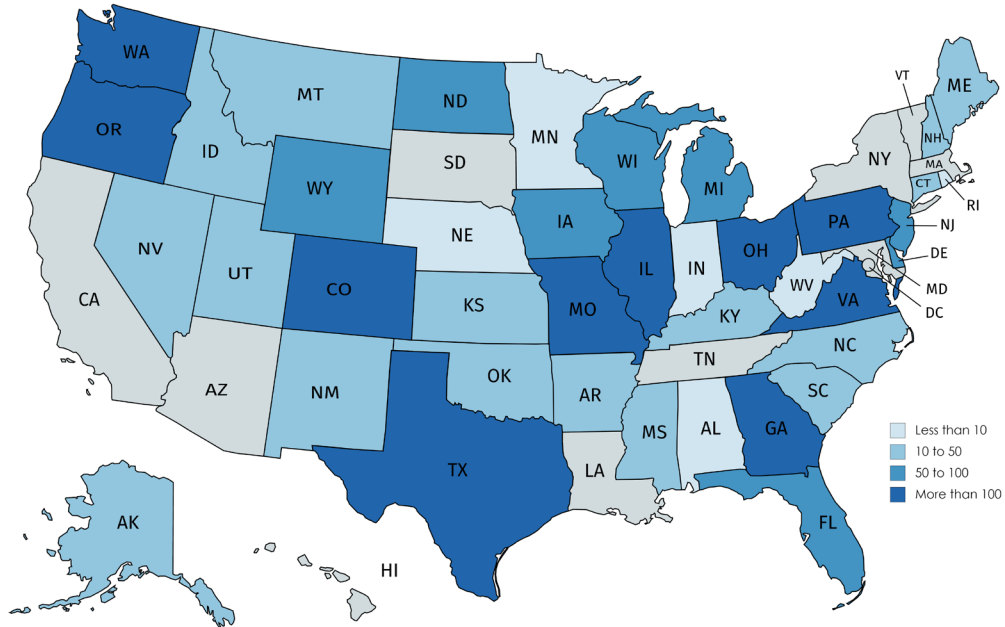 WA
OR
CA
ID
NV
MT
WY
UT
AZ
CO
NM
ND
SD
NE
KS
OK
TX
MN
IA
MO
AR
LA
WI
IL
MS
MI
IN
KY
TN
AL
OH
WV
GA
FL
SC
NC
VA
PA
NY
VT
NH
ME
MA
CT
RI
NJ
DE
MD
DC
AK
HI
Less than 10
10 to 50
50 to 100
More than 100